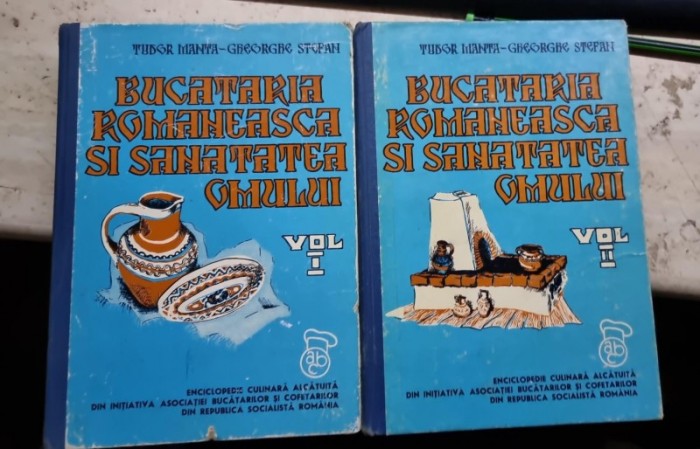 TUDOR MANTA-GHEORGHE STEFAN
BUCATARIA
ROMANEASCA
SI SANATATEA
OMULUI
VOL
I
abc
ENCICLOPEDIE CULINARĂ ALCĂTUITĂ
DIN INIȚIATIVA ASOCIAȚIEI BUCĂTARILOR ȘI COFETARILOR
DIN REPUBLICA SOCIALISTĂ ROMÂNIA
TUDOR MANTA-GHEORGHE STEFAN
BUCATARIA
ROMANEASCA
SI SANATATEA
OMULUI
VOL
II
abc
ENCICLOPEDIE CULINARĂ ALCĂTUITĂ
DIN INIȚIATIVA ASOCIAȚIEI BUCĂTARILOR ȘI COFETARILOR
DIN REPUBLICA SOCIALISTĂ ROMÂNIA